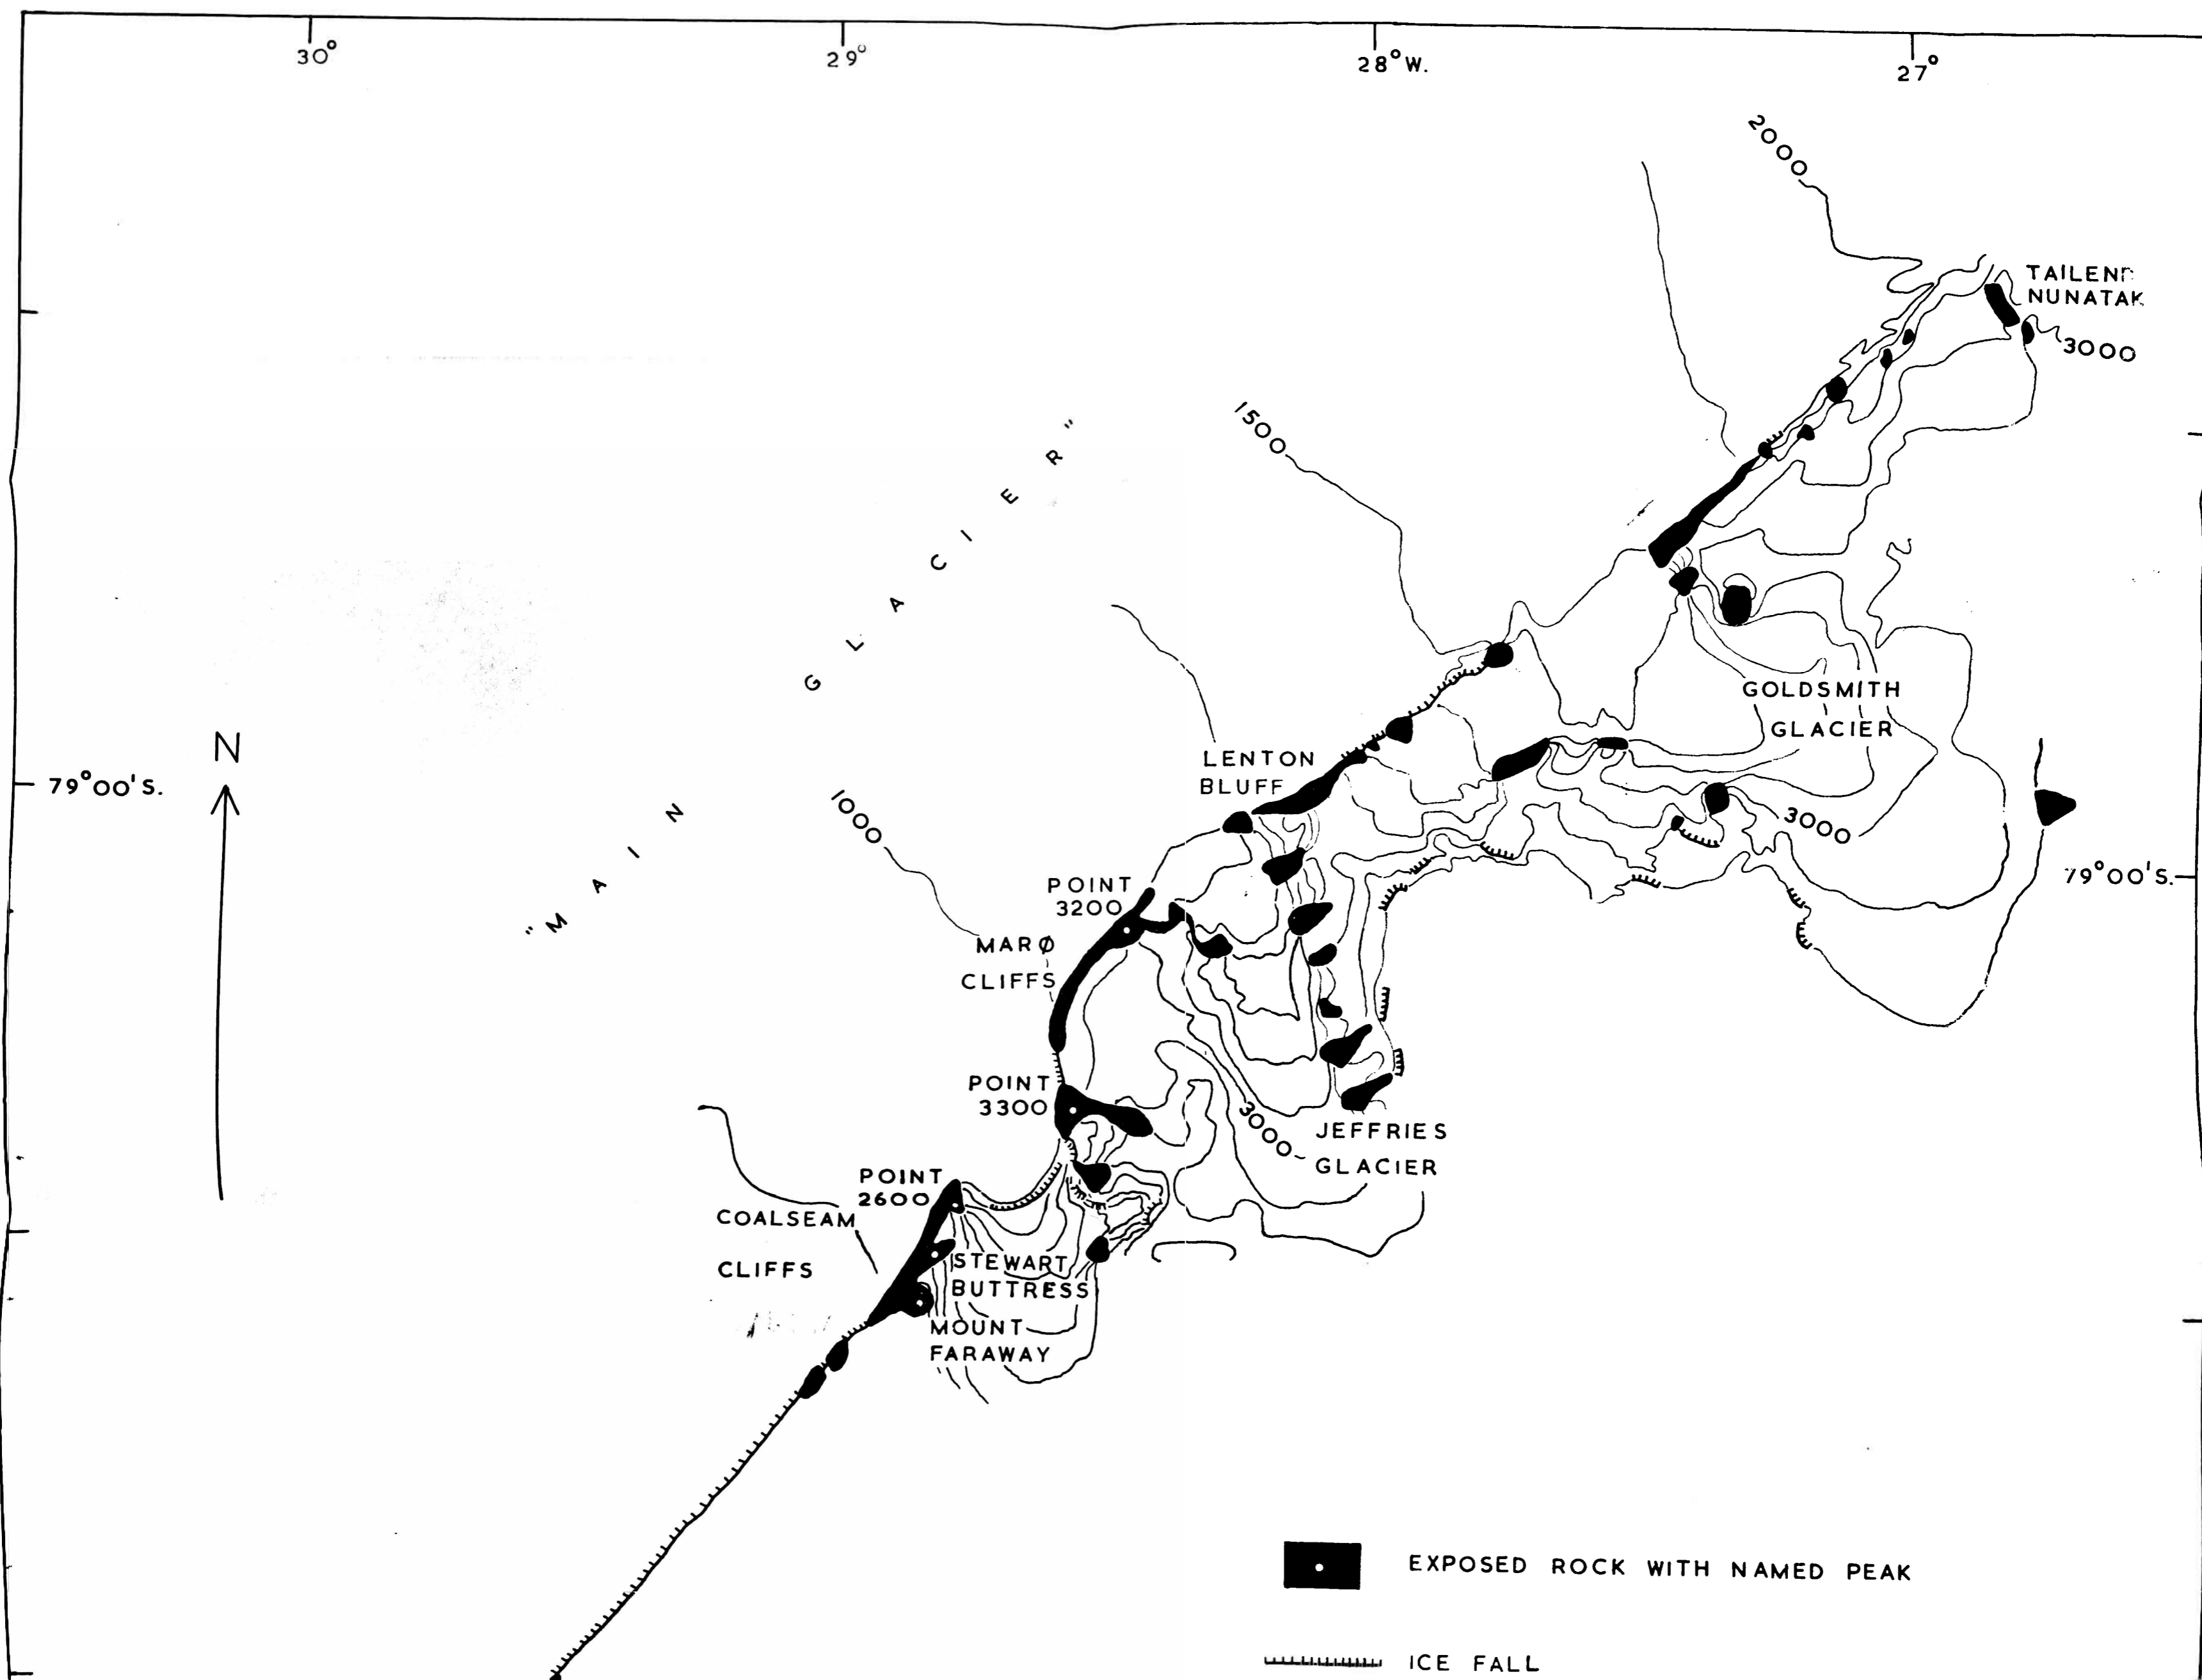 30°
29°
28°W.
27°
2000
TAILEND
NUNATAK
3000
1500
"MAIN GLACIER"
GOLDSMITH
GLACIER
N
LENTON
BLUFF
79°00'S.
1000
3000
79°00'S.
POINT
3200
MARØ
CLIFFS
POINT
3300
3000
JEFFRIES
GLACIER
POINT
2600
COALSEAM
CLIFFS
STEWART
BUTTRESS
MOUNT
FARAWAY
EXPOSED ROCK WITH NAMED PEAK
ICE FALL